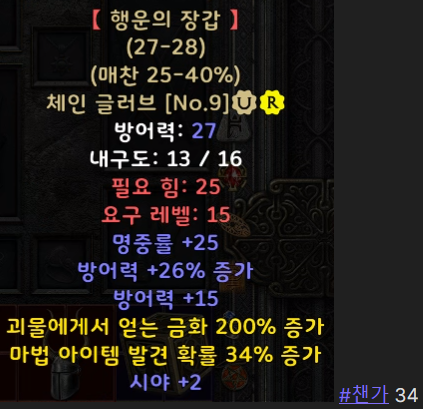 【 행운의 장갑 】
(27-28)
(매찬 25-40%)
체인 글러브 [No.9] U R
방어력: 27
내구도: 13 / 16
필요 힘: 25
요구 레벨: 15
명중률 +25
방어력 +26% 증가
방어력 +15
괴물에게서 얻는 금화 200% 증가
마법 아이템 발견 확률 34% 증가
시야 +2
#챈가 34